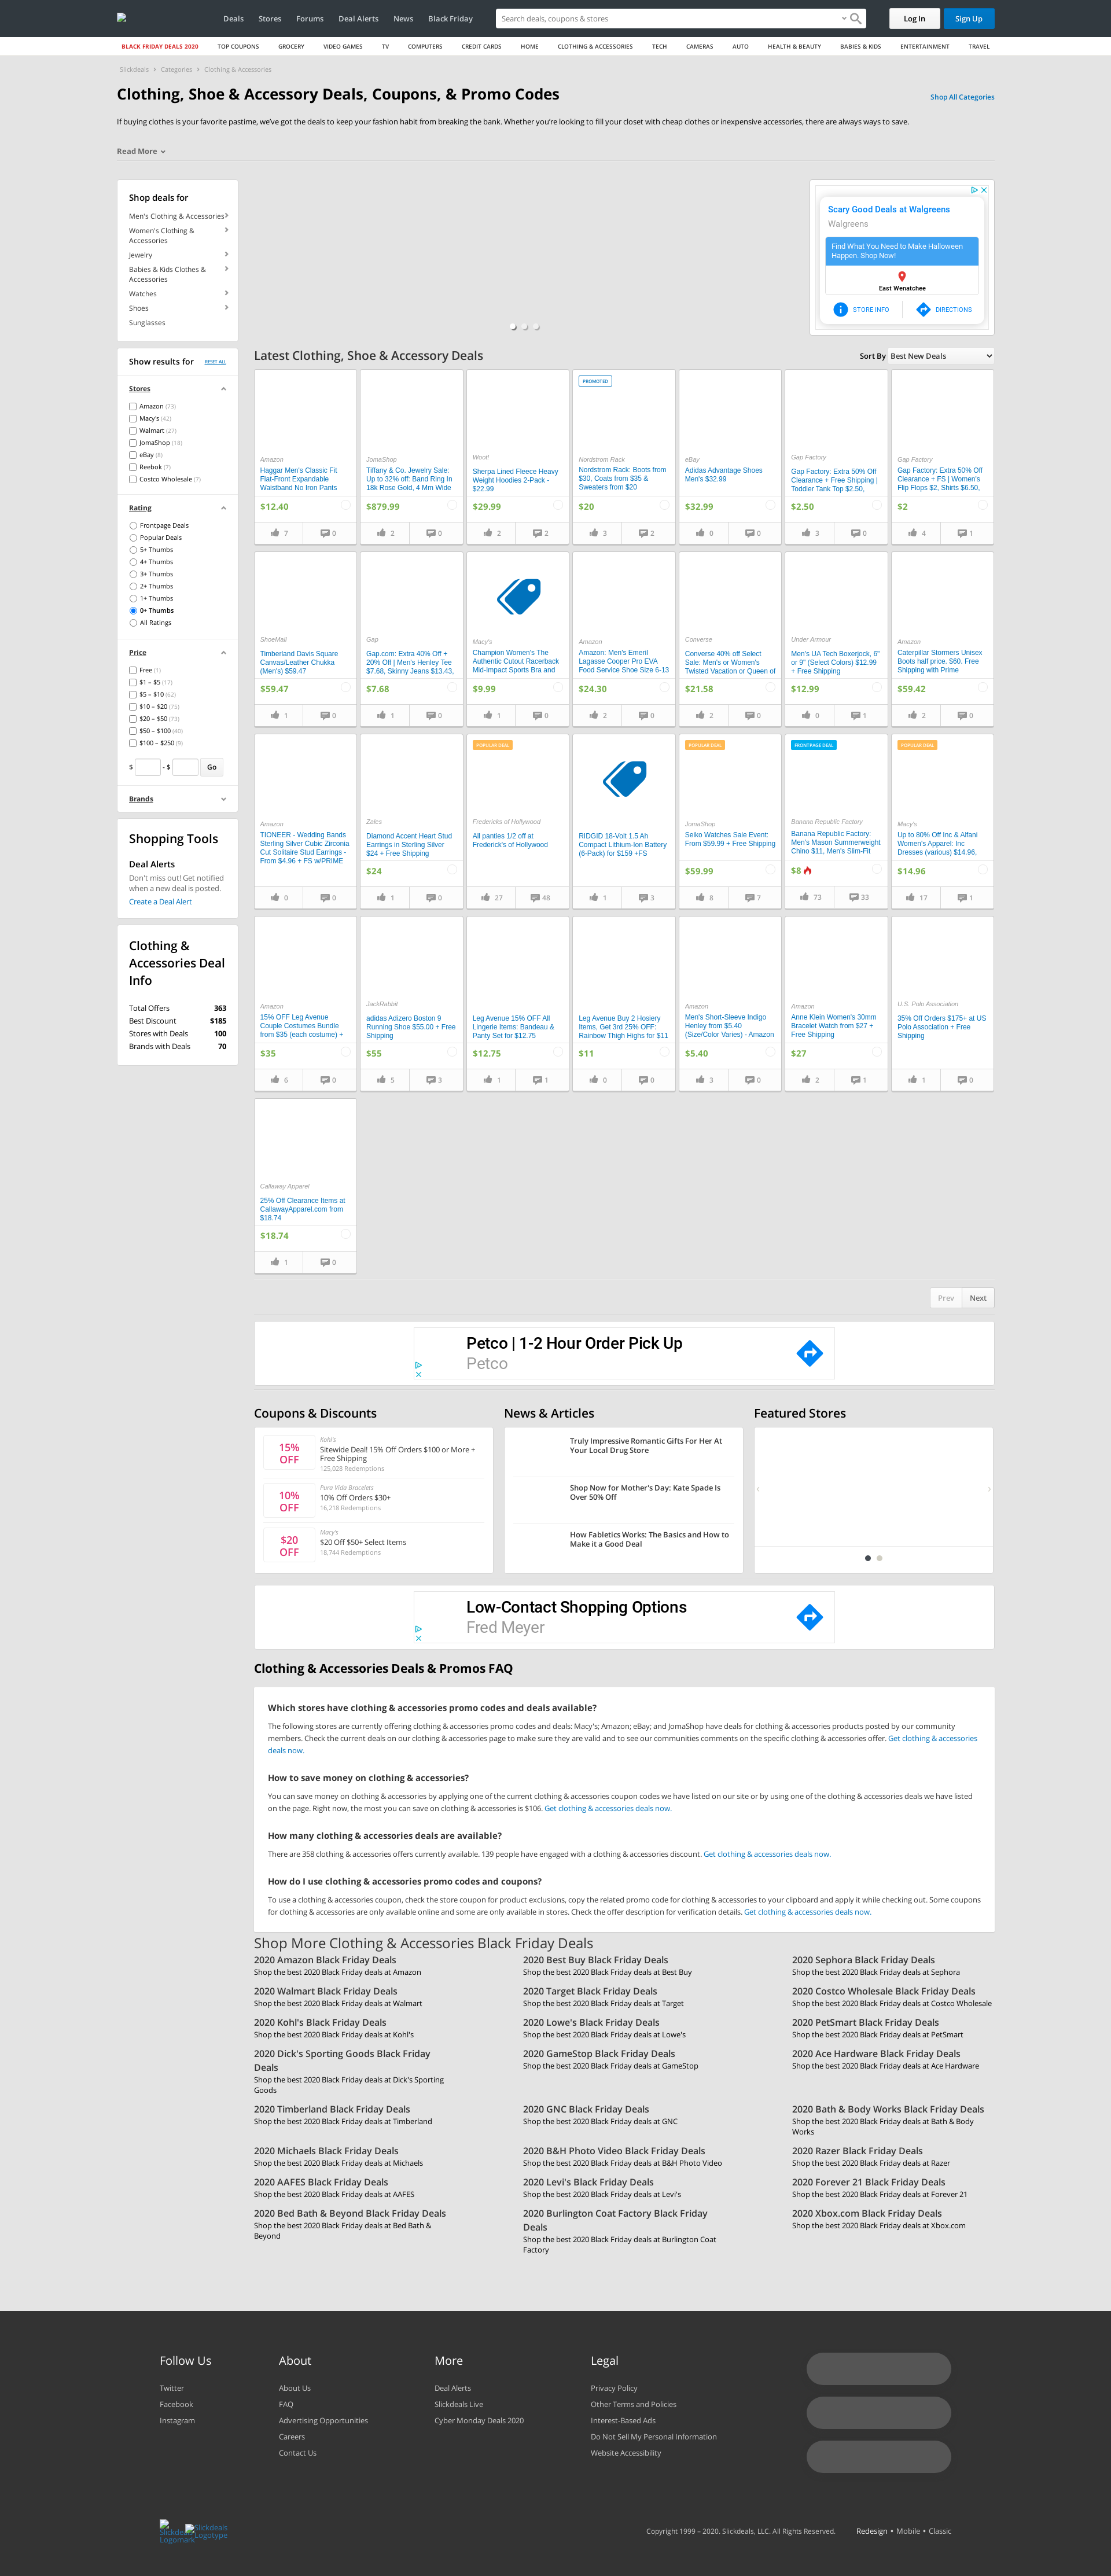 Deals
Stores
Forums
Deal Alerts
News
Black Friday
Search deals, coupons & stores
Log In
Sign Up
BLACK FRIDAY DEALS 2020
TOP COUPONS
GROCERY
VIDEO GAMES
TV
COMPUTERS
CREDIT CARDS
HOME
CLOTHING & ACCESSORIES
TECH
CAMERAS
AUTO
HEALTH & BEAUTY
BABIES & KIDS
ENTERTAINMENT
TRAVEL
Slickdeals
Categories
Clothing & Accessories
Clothing, Shoe & Accessory Deals, Coupons, & Promo Codes
Shop All Categories
If buying clothes is your favorite pastime, we've got the deals to keep your fashion habit from breaking the bank. Whether you're looking to fill your closet with cheap clothes or inexpensive accessories, there are always ways to save.
Read More
Shop deals for
Men's Clothing & Accessories
Women's Clothing &
Accessories
Jewelry
Babies & Kids Clothes &
Accessories
Watches
Shoes
Sunglasses
Scary Good Deals at Walgreens
Walgreens
Find What You Need to Make Halloween
Happen. Shop Now!
East Wenatchee
STORE INFO
DIRECTIONS
Show results for
RESET ALL
Stores
Amazon (73)
Macy's (42)
Walmart (27)
JomaShop (18)
eBay (8)
Reebok (7)
Costco Wholesale (7)
Rating
Frontpage Deals
Popular Deals
5+ Thumbs
4+ Thumbs
3+ Thumbs
2+ Thumbs
1+ Thumbs
0+ Thumbs
All Ratings
Price
Free (1)
$1 – $5 (17)
$5 – $10 (62)
$10 – $20 (75)
$20 – $50 (73)
$50 – $100 (40)
$100 – $250 (9)
$ - $ Go
Brands
Shopping Tools
Deal Alerts
Don't miss out! Get notified
when a new deal is posted.
Create a Deal Alert
Clothing &
Accessories Deal
Info
Total Offers 363
Best Discount $185
Stores with Deals 100
Brands with Deals 70
Latest Clothing, Shoe & Accessory Deals
Sort By Best New Deals
Amazon
Haggar Men's Classic Fit
Flat-Front Expandable
Waistband No Iron Pants
$12.40
7 0
JomaShop
Tiffany & Co. Jewelry Sale:
Up to 32% off: Band Ring In
18k Rose Gold, 4 Mm Wide
$879.99
2 0
Woot!
Sherpa Lined Fleece Heavy
Weight Hoodies 2-Pack -
$22.99
$29.99
2 2
PROMOTED
Nordstrom Rack
Nordstrom Rack: Boots from
$30, Coats from $35 &
Sweaters from $20
$20
3 2
eBay
Adidas Advantage Shoes
Men's $32.99
$32.99
0 0
Gap Factory
Gap Factory: Extra 50% Off
Clearance + Free Shipping |
Toddler Tank Top $2.50,
$2.50
3 0
Gap Factory
Gap Factory: Extra 50% Off
Clearance + FS | Women's
Flip Flops $2, Shirts $6.50,
$2
4 1
ShoeMall
Timberland Davis Square
Canvas/Leather Chukka
(Men's) $59.47
$59.47
1 0
Gap
Gap.com: Extra 40% Off +
20% Off | Men's Henley Tee
$7.68, Skinny Jeans $13.43,
$7.68
1 0
Macy's
Champion Women's The
Authentic Cutout Racerback
Mid-Impact Sports Bra and
$9.99
1 0
Amazon
Amazon: Men's Emeril
Lagasse Cooper Pro EVA
Food Service Shoe Size 6-13
$24.30
2 0
Converse
Converse 40% off Select
Sale: Men's or Women's
Twisted Vacation or Queen of
$21.58
2 0
Under Armour
Men's UA Tech Boxerjock, 6"
or 9" (Select Colors) $12.99
+ Free Shipping
$12.99
0 1
Amazon
Caterpillar Stormers Unisex
Boots half price. $60. Free
Shipping with Prime
$59.42
2 0
Amazon
TIONEER - Wedding Bands
Sterling Silver Cubic Zirconia
Cut Solitaire Stud Earrings -
From $4.96 + FS w/PRIME
0 0
Zales
Diamond Accent Heart Stud
Earrings in Sterling Silver
$24 + Free Shipping
$24
1 0
POPULAR DEAL
Fredericks of Hollywood
All panties 1/2 off at
Frederick's of Hollywood
27 48
RIDGID 18-Volt 1.5 Ah
Compact Lithium-Ion Battery
(6-Pack) for $159 +FS
1 3
POPULAR DEAL
JomaShop
Seiko Watches Sale Event:
From $59.99 + Free Shipping
$59.99
8 7
FRONTPAGE DEAL
Banana Republic Factory
Banana Republic Factory:
Men's Mason Summerweight
Chino $11, Men's Slim-Fit
$8
73 33
POPULAR DEAL
Macy's
Up to 80% Off Inc & Alfani
Women's Apparel: Inc
Dresses (various) $14.96,
$14.96
17 1
Amazon
15% OFF Leg Avenue
Couple Costumes Bundle
from $35 (each costume) +
$35
6 0
JackRabbit
adidas Adizero Boston 9
Running Shoe $55.00 + Free
Shipping
$55
5 3
Leg Avenue 15% OFF All
Lingerie Items: Bandeau &
Panty Set for $12.75
$12.75
1 1
Leg Avenue Buy 2 Hosiery
Items, Get 3rd 25% OFF:
Rainbow Thigh Highs for $11
$11
0 0
Amazon
Men's Short-Sleeve Indigo
Henley from $5.40
(Size/Color Varies) - Amazon
$5.40
3 0
Amazon
Anne Klein Women's 30mm
Bracelet Watch from $27 +
Free Shipping
$27
2 1
U.S. Polo Association
35% Off Orders $175+ at US
Polo Association + Free
Shipping
1 0
Callaway Apparel
25% Off Clearance Items at
CallawayApparel.com from
$18.74
$18.74
1 0
Prev
Next
Petco | 1-2 Hour Order Pick Up
Petco
Coupons & Discounts
15%
OFF
Kohl's
Sitewide Deal! 15% Off Orders $100 or More +
Free Shipping
125,028 Redemptions
10%
OFF
Pura Vida Bracelets
10% Off Orders $30+
16,218 Redemptions
$20
OFF
Macy's
$20 Off $50+ Select Items
18,744 Redemptions
News & Articles
Truly Impressive Romantic Gifts For Her At
Your Local Drug Store
Shop Now for Mother's Day: Kate Spade Is
Over 50% Off
How Fabletics Works: The Basics and How to
Make it a Good Deal
Featured Stores
Low-Contact Shopping Options
Fred Meyer
Clothing & Accessories Deals & Promos FAQ
Which stores have clothing & accessories promo codes and deals available?
The following stores are currently offering clothing & accessories promo codes and deals: Macy's; Amazon; eBay; and JomaShop have deals for clothing & accessories products posted by our community
members. Check the current deals on our clothing & accessories page to make sure they are valid and to see our communities comments on the specific clothing & accessories offer. Get clothing & accessories
deals now.
How to save money on clothing & accessories?
You can save money on clothing & accessories by applying one of the current clothing & accessories coupon codes we have listed on our site or by using one of the clothing & accessories deals we have listed
on the page. Right now, the most you can save on clothing & accessories is $106. Get clothing & accessories deals now.
How many clothing & accessories deals are available?
There are 358 clothing & accessories offers currently available. 139 people have engaged with a clothing & accessories discount. Get clothing & accessories deals now.
How do I use clothing & accessories promo codes and coupons?
To use a clothing & accessories coupon, check the store coupon for product exclusions, copy the related promo code for clothing & accessories to your clipboard and apply it while checking out. Some coupons
for clothing & accessories are only available online and some are only available in stores. Check the offer description for verification details. Get clothing & accessories deals now.
Shop More Clothing & Accessories Black Friday Deals
2020 Amazon Black Friday Deals
Shop the best 2020 Black Friday deals at Amazon
2020 Best Buy Black Friday Deals
Shop the best 2020 Black Friday deals at Best Buy
2020 Sephora Black Friday Deals
Shop the best 2020 Black Friday deals at Sephora
2020 Walmart Black Friday Deals
Shop the best 2020 Black Friday deals at Walmart
2020 Target Black Friday Deals
Shop the best 2020 Black Friday deals at Target
2020 Costco Wholesale Black Friday Deals
Shop the best 2020 Black Friday deals at Costco Wholesale
2020 Kohl's Black Friday Deals
Shop the best 2020 Black Friday deals at Kohl's
2020 Lowe's Black Friday Deals
Shop the best 2020 Black Friday deals at Lowe's
2020 PetSmart Black Friday Deals
Shop the best 2020 Black Friday deals at PetSmart
2020 Dick's Sporting Goods Black Friday
Deals
Shop the best 2020 Black Friday deals at Dick's Sporting
Goods
2020 GameStop Black Friday Deals
Shop the best 2020 Black Friday deals at GameStop
2020 Ace Hardware Black Friday Deals
Shop the best 2020 Black Friday deals at Ace Hardware
2020 Timberland Black Friday Deals
Shop the best 2020 Black Friday deals at Timberland
2020 GNC Black Friday Deals
Shop the best 2020 Black Friday deals at GNC
2020 Bath & Body Works Black Friday Deals
Shop the best 2020 Black Friday deals at Bath & Body
Works
2020 Michaels Black Friday Deals
Shop the best 2020 Black Friday deals at Michaels
2020 B&H Photo Video Black Friday Deals
Shop the best 2020 Black Friday deals at B&H Photo Video
2020 Razer Black Friday Deals
Shop the best 2020 Black Friday deals at Razer
2020 AAFES Black Friday Deals
Shop the best 2020 Black Friday deals at AAFES
2020 Levi's Black Friday Deals
Shop the best 2020 Black Friday deals at Levi's
2020 Forever 21 Black Friday Deals
Shop the best 2020 Black Friday deals at Forever 21
2020 Bed Bath & Beyond Black Friday Deals
Shop the best 2020 Black Friday deals at Bed Bath &
Beyond
2020 Burlington Coat Factory Black Friday
Deals
Shop the best 2020 Black Friday deals at Burlington Coat
Factory
2020 Xbox.com Black Friday Deals
Shop the best 2020 Black Friday deals at Xbox.com
Follow Us
Twitter
Facebook
Instagram
About
About Us
FAQ
Advertising Opportunities
Careers
Contact Us
More
Deal Alerts
Slickdeals Live
Cyber Monday Deals 2020
Legal
Privacy Policy
Other Terms and Policies
Interest-Based Ads
Do Not Sell My Personal Information
Website Accessibility
Slickdeals
Logomark
Slickdeals
Logotype
Copyright 1999 – 2020. Slickdeals, LLC. All Rights Reserved.
Redesign • Mobile • Classic